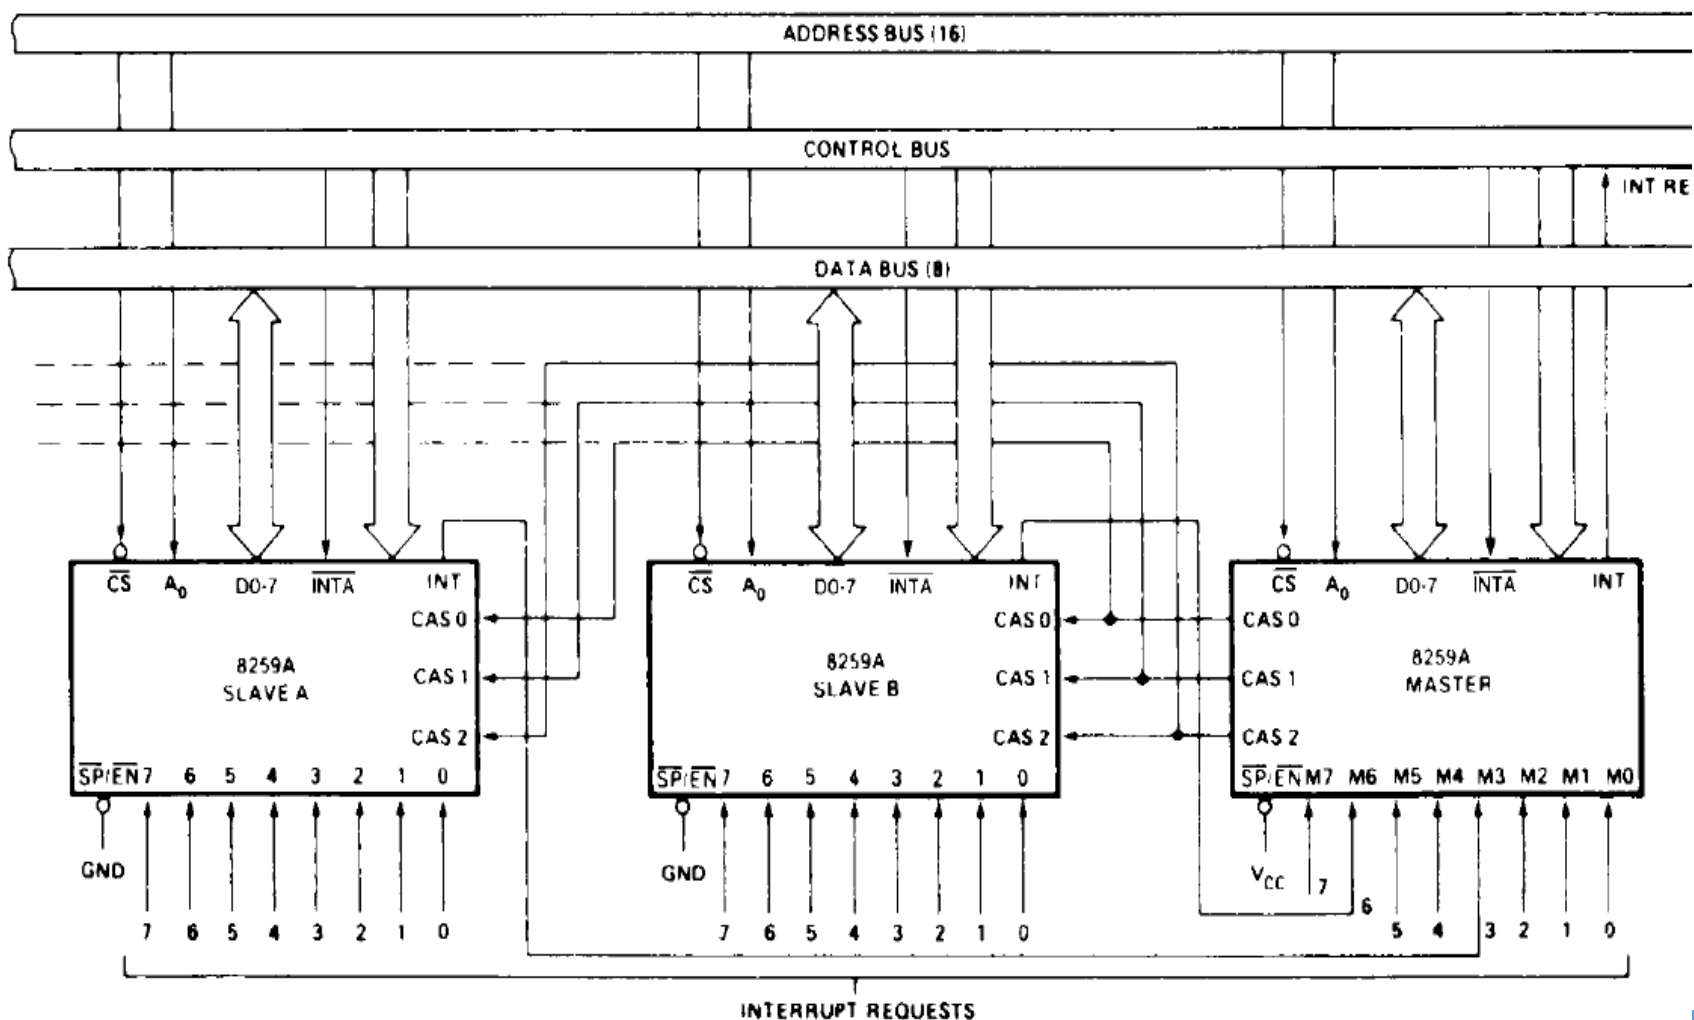 ADDRESS BUS (16)
CONTROL BUS
INT RE
DATA BUS (8)
CS A0 D0-7 INTA INT
CS A0 D0-7 INTA INT
CS A0 D0-7 INTA INT
CAS 0
CAS 0
CAS 0
8259A
SLAVE A
8259A
SLAVE B
8259A
MASTER
CAS 1
CAS 1
CAS 1
CAS 2
CAS 2
CAS 2
SP/EN 7 6 5 4 3 2 1 0
SP/EN 7 6 5 4 3 2 1 0
SP/EN M7 M6 M5 M4 M3 M2 M1 M0
GND
GND
VCC
7
6
7 6 5 4 3 2 1 0
7 6 5 4 3 2 1 0
5 4 3 2 1 0
INTERRUPT REQUESTS